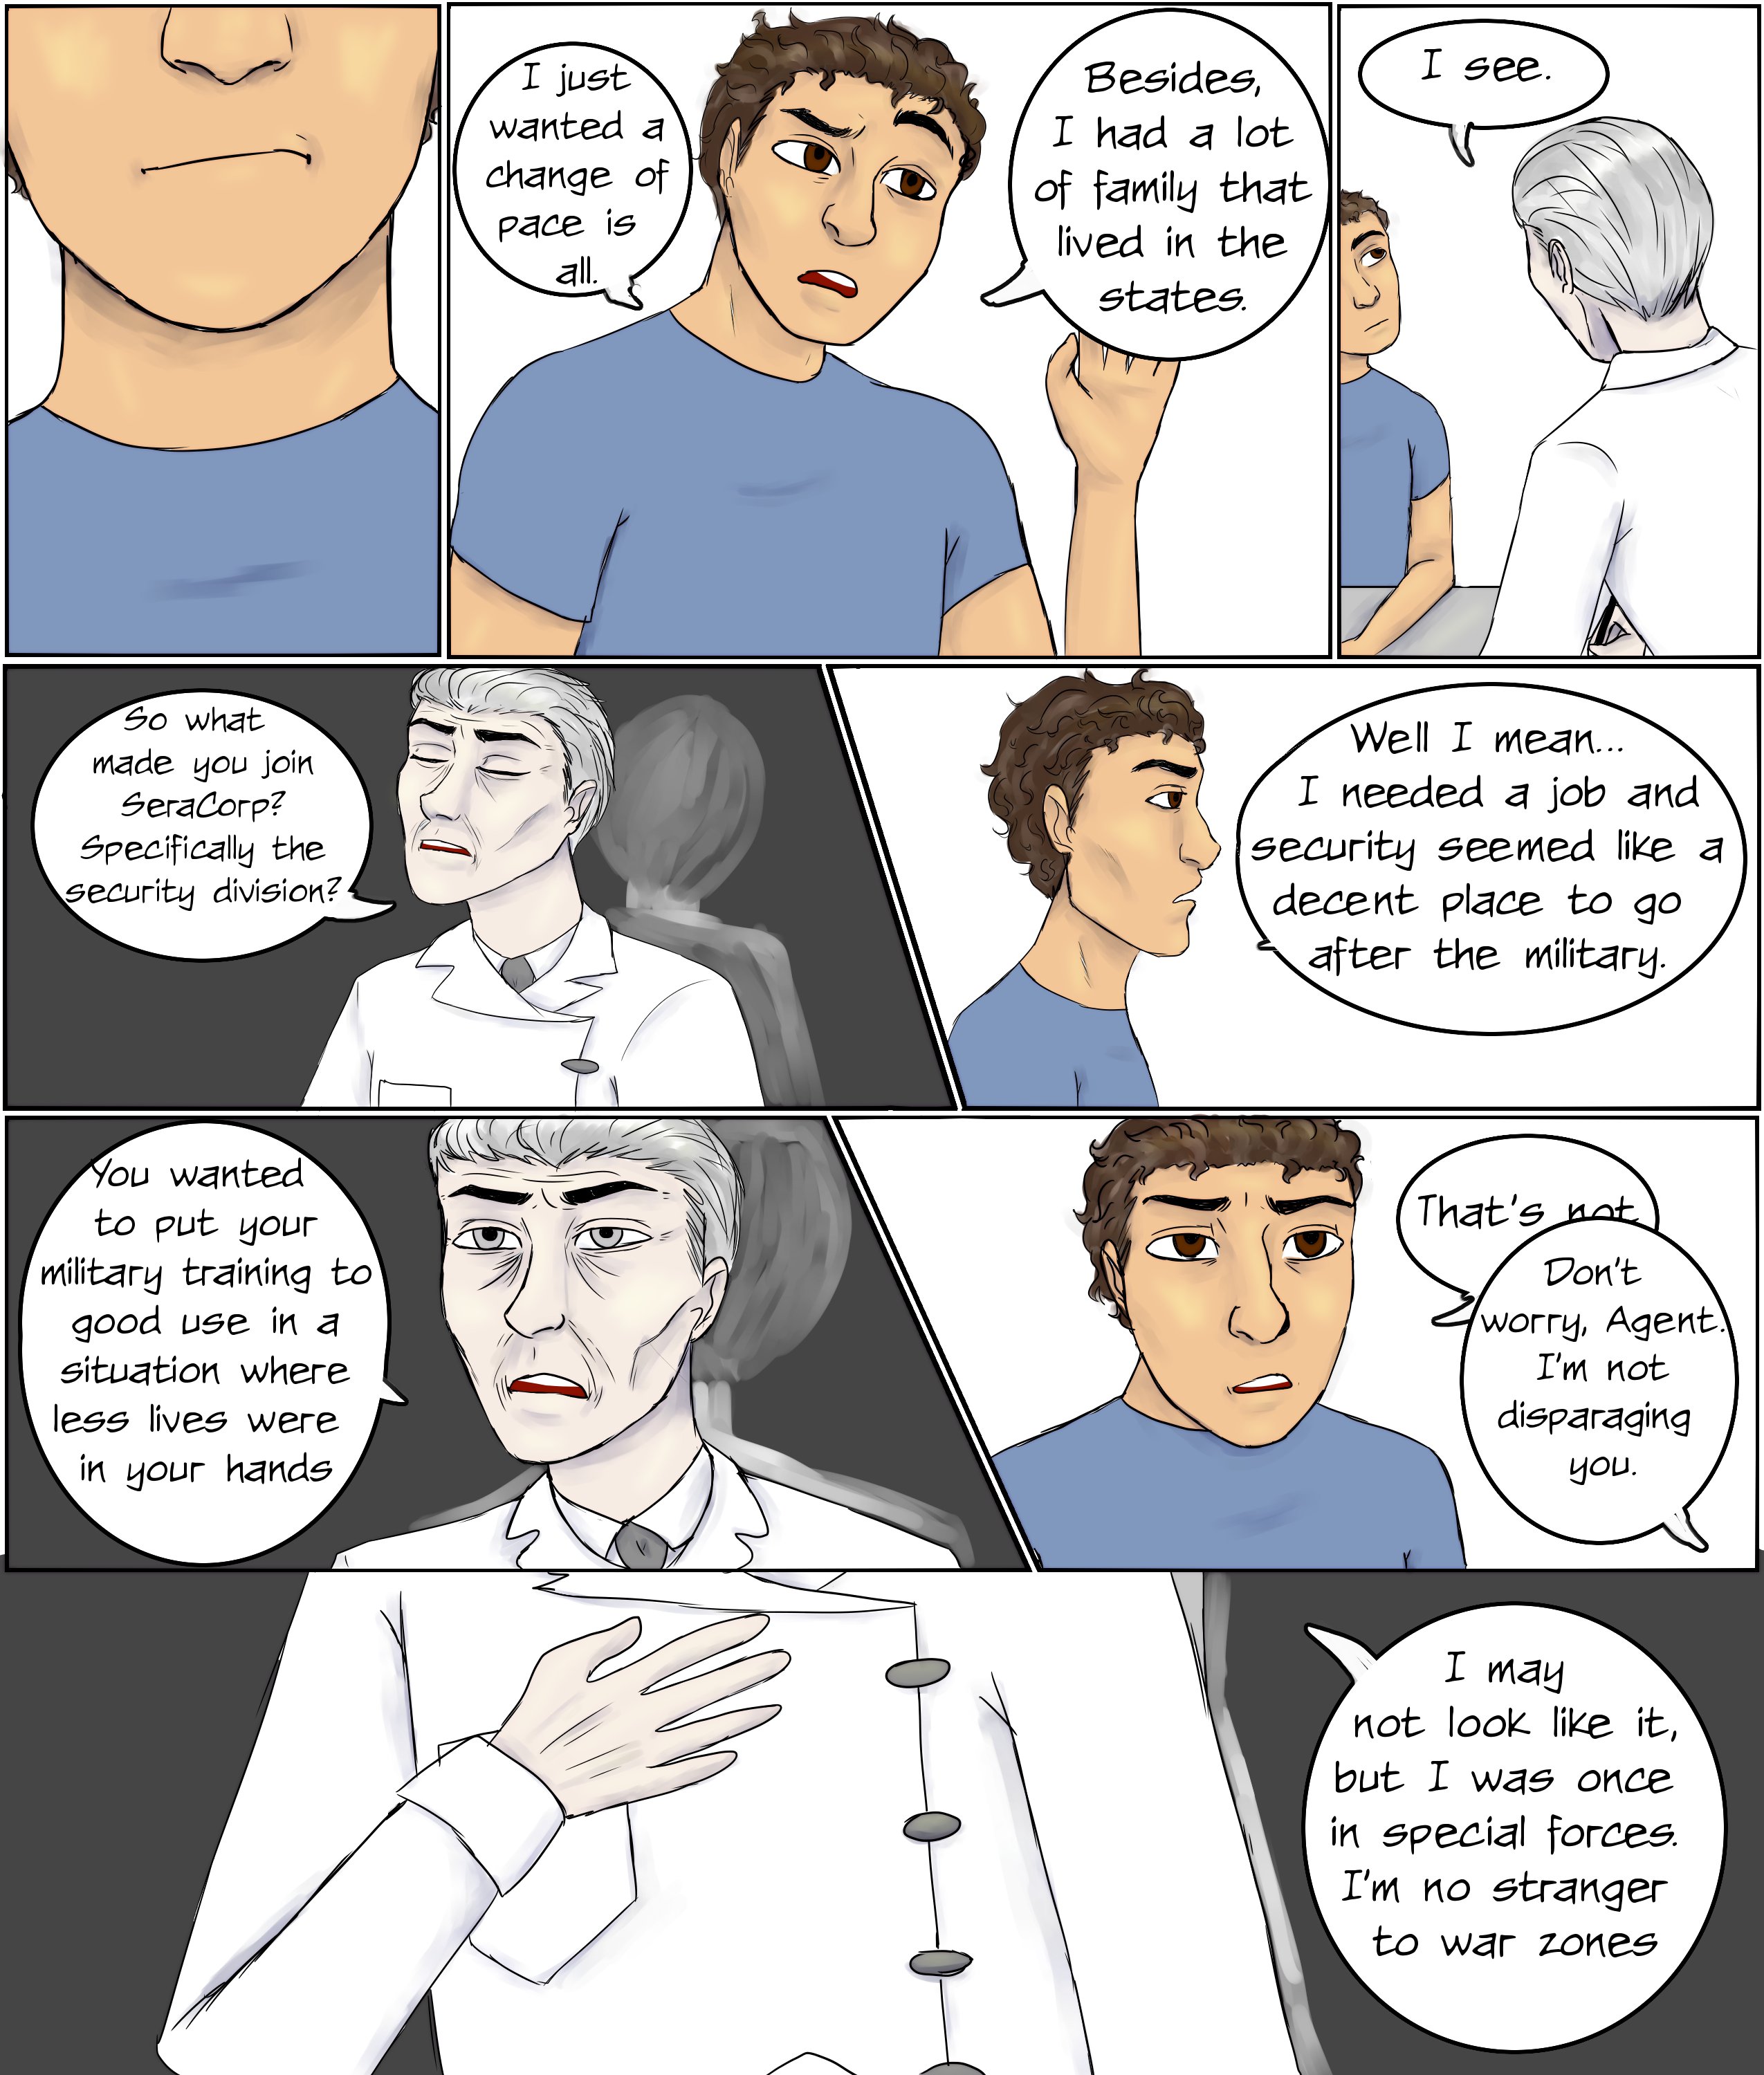 I just
wanted a
change of
pace is
all.
Besides,
I had a lot
of family that
lived in the
states.
I see.
So what
made you join
SeraCorp?
Specifically the
security division?
Well I mean...
I needed a job and
security seemed like a
decent place to go
after the military.
You wanted
to put your
military training to
good use in a
situation where
less lives were
in your hands
That's not
Don't
worry, Agent.
I'm not
disparaging
you.
I may
not look like it,
but I was once
in special forces.
I'm no stranger
to war zones